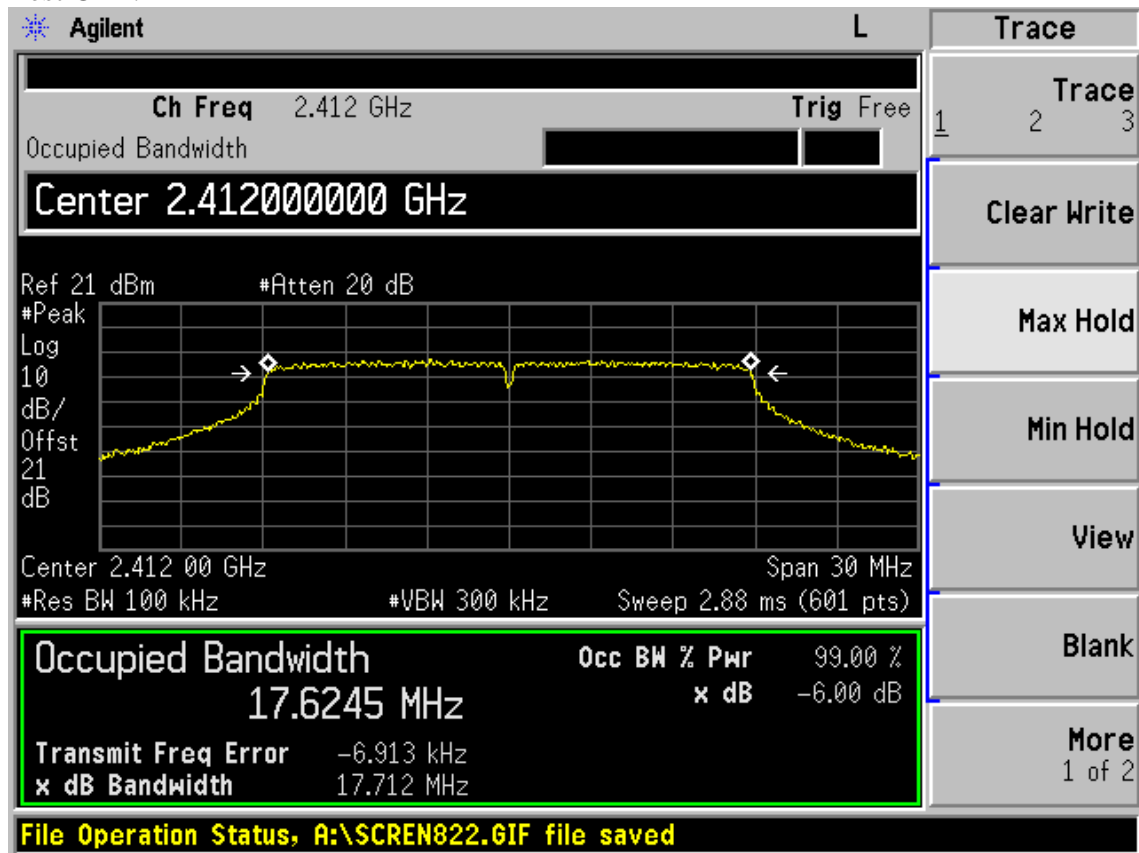 Agilent L Trace
Ch Freq 2.412 GHz Trig Free
Occupied Bandwidth
Center 2.412000000 GHz
Ref 21 dBm #Atten 20 dB
#Peak
Log
10
dB/
Offst
21
dB
Center 2.412 00 GHz Span 30 MHz
#Res BW 100 kHz #VBW 300 kHz Sweep 2.88 ms (601 pts)
Occupied Bandwidth Occ BW % Pwr 99.00 %
17.6245 MHz x dB -6.00 dB
Transmit Freq Error -6.913 kHz
x dB Bandwidth 17.712 MHz
File Operation Status, A:\SCREN822.GIF file saved
Trace
1 2 3
Clear Write
Max Hold
Min Hold
View
Blank
More
1 of 2